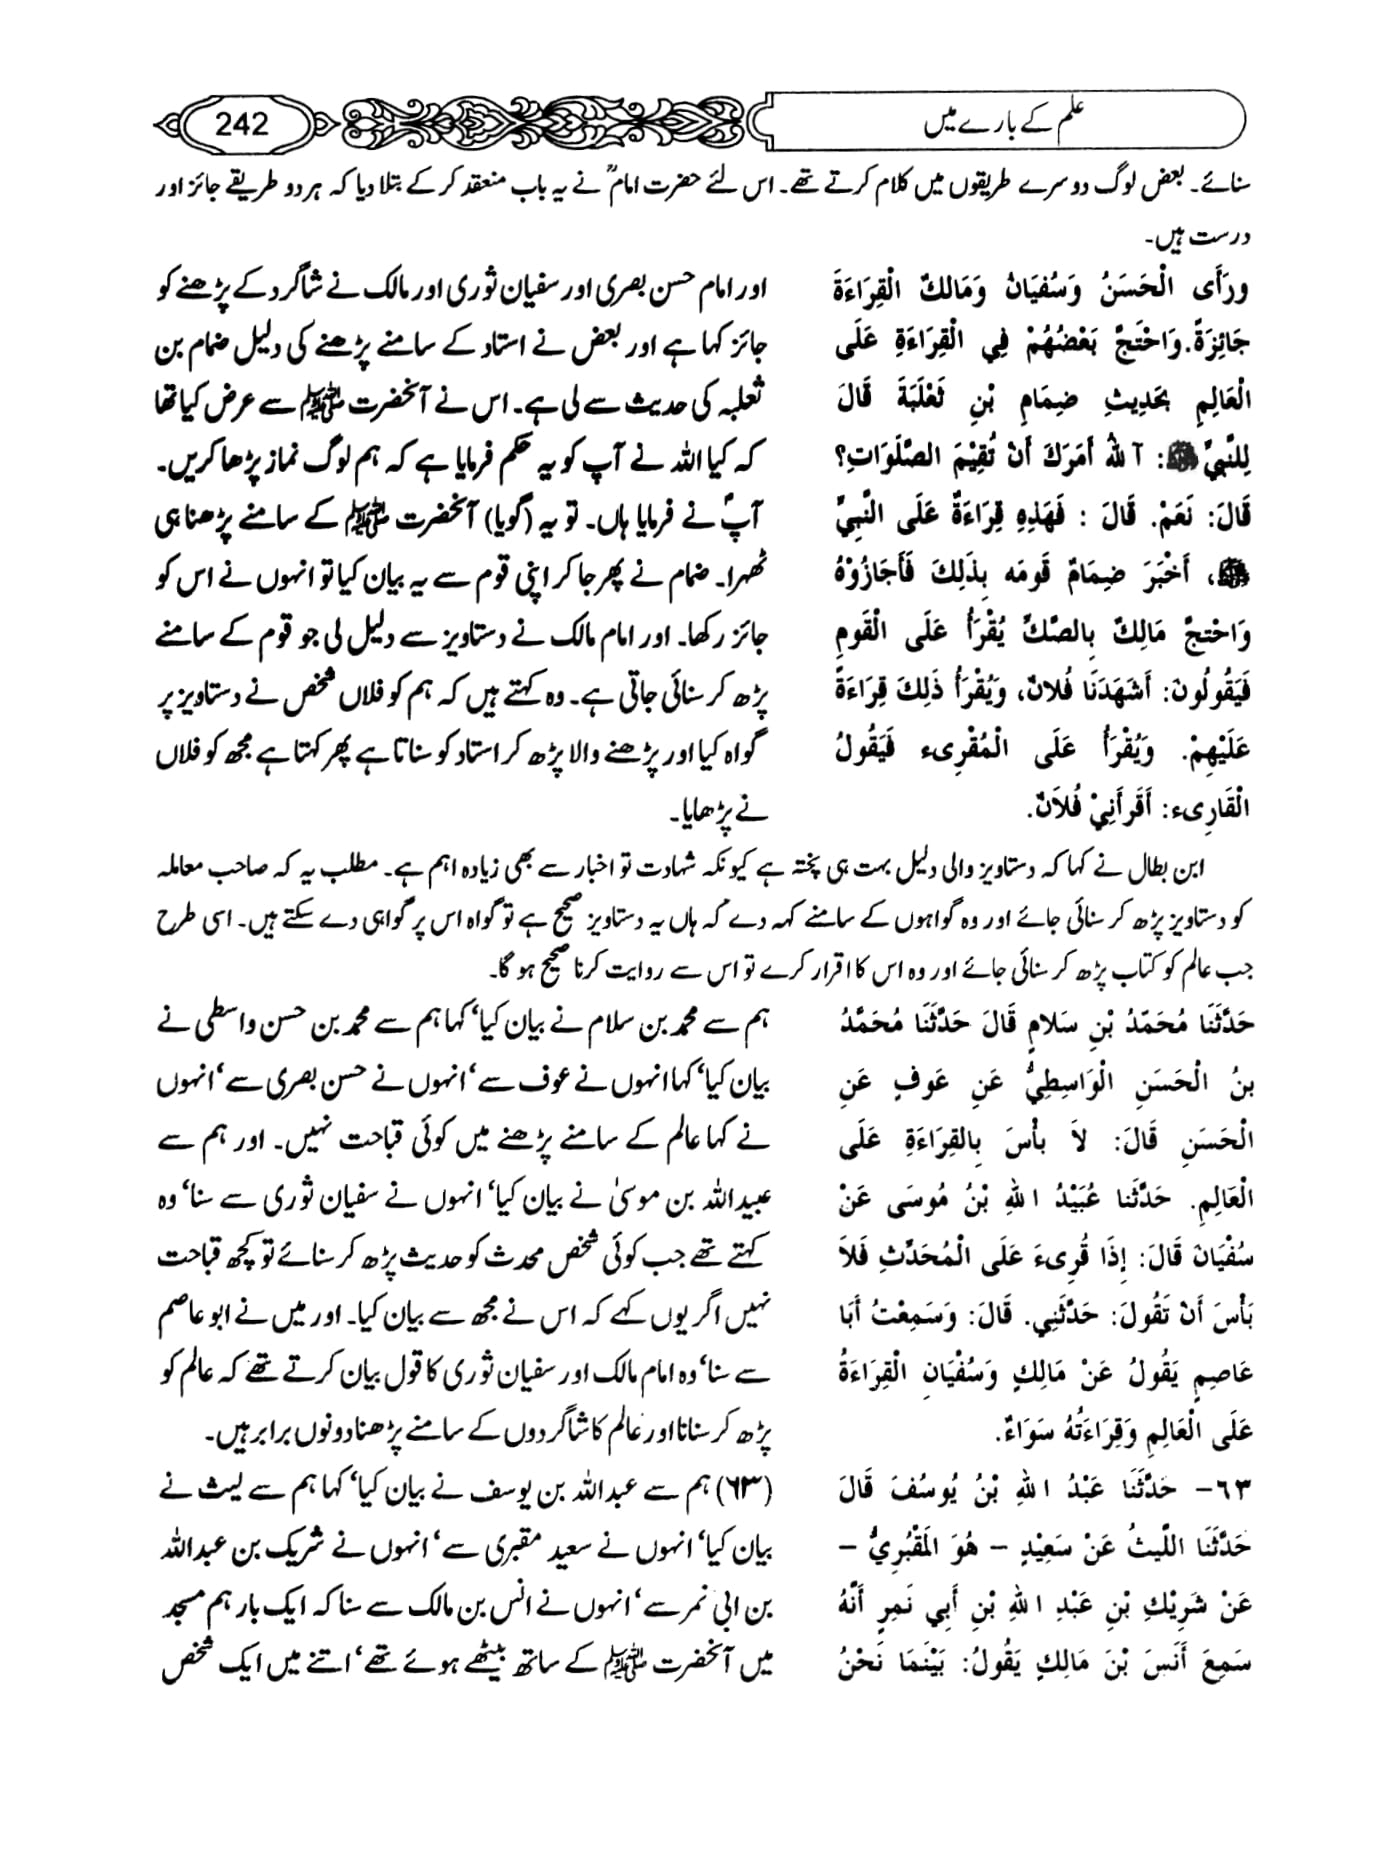 علم کے بارے میں
242
سنائے۔ بعض لوگ دوسرے طریقوں میں کلام کرتے تھے۔ اس لئے حضرت امامؒ نے یہ باب منعقد کرکے بتلا دیا کہ ہر دو طریقے جائز اور
درست ہیں۔
ورَأَى الْحَسَنُ وَسُفْيَانُ وَمَالكٌ الْقِرَاءَةَ
جَائِزَةً. وَاحْتَجَّ بَعْضُهُمْ فِي الْقِرَاءَةِ عَلَى
الْعَالِمِ بِحَدِيثِ ضِمَامِ بْنِ ثَعْلَبَةَ قَالَ
لِلنَّبِيِّ ﷺ: آللهُ أَمَرَكَ أَنْ تُقِيْمَ الصَّلَوَاتِ؟
قَالَ: نَعَمْ. قَالَ : فَهَذِهِ قِرَاءَةٌ عَلَى النَّبِيِّ
ﷺ، أَخْبَرَ ضِمَامٌ قَومَه بِذَلِكَ فَأَجَازُوْهُ
وَاحْتجَّ مَالِكٌ بِالصَّكِّ يُقْرَأُ عَلَى الْقَومِ
فَيَقُولُونَ: أَشَهَدَنَا فُلانٌ، وَيُقْرَأُ ذَلِكَ قِرَاءَةً
عَلَيْهِمْ. وَيُقْرَأُ عَلَى الْمُقْرِىء فَيَقُولُ
الْقَارِىء: أَقَرأَنِيْ فُلاَنٌ.
اور امام حسن بصری اور سفیان ثوری اور مالک نے شاگرد کے پڑھنے کو
جائز کہا ہے اور بعض نے استاد کے سامنے پڑھنے کی دلیل ضمام بن
ثعلبہ کی حدیث سے لی ہے۔ اس نے آنحضرت ﷺ سے عرض کیا تھا
کہ کیا اللہ نے آپ کو یہ حکم فرمایا ہے کہ ہم لوگ نماز پڑھا کریں۔
آپؐ نے فرمایا ہاں۔ تو یہ (گویا) آنحضرت ﷺ کے سامنے پڑھنا ہی
ٹھہرا۔ ضمام نے پھر جا کر اپنی قوم سے یہ بیان کیا تو انہوں نے اس کو
جائز رکھا۔ اور امام مالک نے دستاویز سے دلیل لی جو قوم کے سامنے
پڑھ کر سنائی جاتی ہے۔ وہ کہتے ہیں کہ ہم کو فلاں شخص نے دستاویز پر
گواہ کیا اور پڑھنے والا پڑھ کر استاد کو سناتا ہے پھر کہتا ہے مجھ کو فلاں
نے پڑھایا۔
ابن بطال نے کہا کہ دستاویز والی دلیل بہت ہی پختہ ہے کیونکہ شہادت تو اخبار سے بھی زیادہ اہم ہے۔ مطلب یہ کہ صاحب معاملہ
کو دستاویز پڑھ کر سنائی جائے اور وہ گواہوں کے سامنے کہہ دے کہ ہاں یہ دستاویز صحیح ہے تو گواہ اس پر گواہی دے سکتے ہیں۔ اسی طرح
جب عالم کو کتاب پڑھ کر سنائی جائے اور وہ اس کا اقرار کرے تو اس سے روایت کرنا صحیح ہو گا۔
حَدَّثَنَا مُحَمّدُ بْنِ سَلامٍ قَالَ حَدَّثَنَا مُحَمَّدُ
بنُ الْحَسَنِ الْوَاسِطِيُّ عَنِ عَوفٍ عَنِ
الْحَسَنِ قَالَ: لاَ بأْسَ بِالقِرَاءَةِ عَلَى
الْعَالِمِ. حَدَّثَنا عُبَيْدُ اللهِ بْنُ مُوسَى عَنْ
سُفْيَانَ قَالَ: إِذَا قُرِىءَ عَلَى الْمُحَدَّثِ فَلاَ
بَأْسَ أَنْ تَقُولَ: حَدَّثَنِي. قَالَ: وَسَمِعْتُ أَبَا
عَاصِمٍ يَقُولُ عَنْ مَالِكٍ وَسُفْيَانِ الْقِرَاءَةُ
عَلَى الْعَالِمِ وَقِرَاءَتُهُ سَوَاءٌ.
ہم سے محمد بن سلام نے بیان کیا‘ کہا ہم سے محمد بن حسن واسطی نے
بیان کیا‘ کہا انہوں نے عوف سے‘ انہوں نے حسن بصری سے‘ انہوں
نے کہا عالم کے سامنے پڑھنے میں کوئی قباحت نہیں۔ اور ہم سے
عبیداللہ بن موسیٰ نے بیان کیا‘ انہوں نے سفیان ثوری سے سنا‘ وہ
کہتے تھے جب کوئی شخص محدث کو حدیث پڑھ کر سنائے تو کچھ قباحت
نہیں اگر یوں کہے کہ اس نے مجھ سے بیان کیا۔ اور میں نے ابو عاصم
سے سنا‘ وہ امام مالک اور سفیان ثوری کا قول بیان کرتے تھے کہ عالم کو
پڑھ کر سنانا اور عالم کا شاگردوں کے سامنے پڑھنا دونوں برابر ہیں۔
٦٣- حَدَّثَنَا عَبْدُ اللهِ بْنُ يُوسُفَ قَالَ
حَدَّثَنَا اللَّيثُ عَنْ سَعِيْدٍ – هُوَ الَمَقْبُرِيُّ –
عَنْ شَرِيْكِ بْنِ عَبْدِ اللهِ بْنِ أَبِي نَمِرٍ أَنَّهُ
سَمِعَ أَنَسَ بْنَ مَالِكٍ يَقُولُ: بَيْنَمَا نَحْنُ
(۶۳) ہم سے عبداللہ بن یوسف نے بیان کیا‘ کہا ہم سے لیث نے
بیان کیا‘ انہوں نے سعید مقبری سے‘ انہوں نے شریک بن عبداللہ
بن ابی نمر سے‘ انہوں نے انس بن مالک سے سنا کہ ایک بار ہم مسجد
میں آنحضرت ﷺ کے ساتھ بیٹھے ہوئے تھے‘ اتنے میں ایک شخص